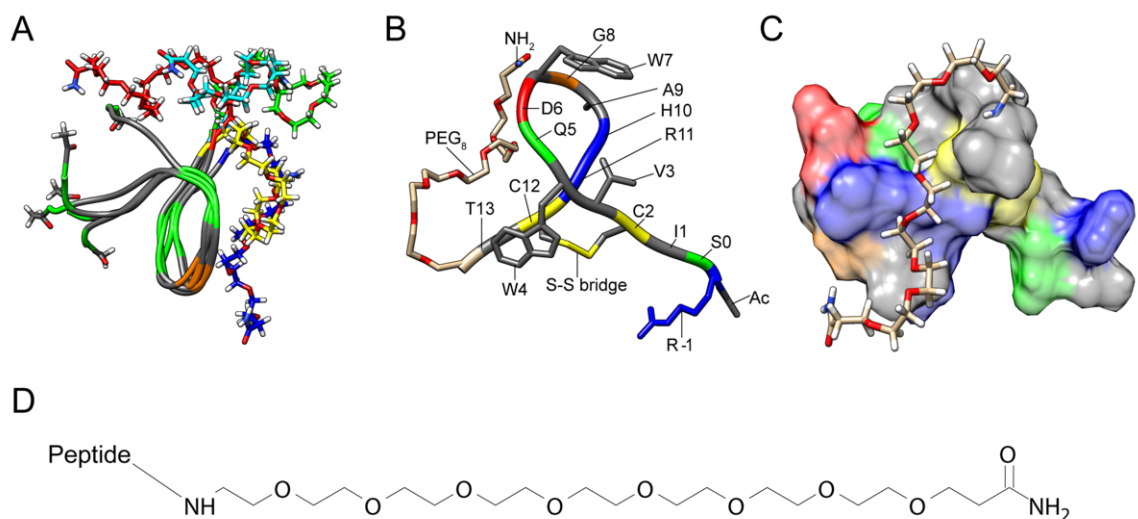 A
B
C
NH2
G8
W7
D6
A9
Q5
H10
PEG8
R11
C12
V3
T13
C2
I1
S0
W4
S-S bridge
Ac
R-1
D
Peptide
O
NH
O
O
O
O
O
O
O
O
NH2